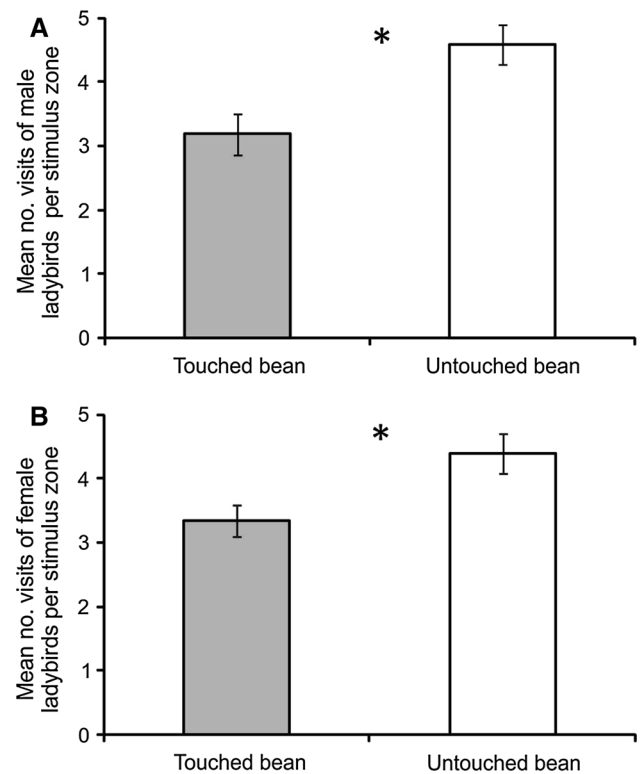 A
Mean no. visits of male
ladybirds per stimulus zone
5
4
3
2
1
0
*
Touched bean
Untouched bean
B
Mean no. visits of female
ladybirds per stimulus zone
5
4
3
2
1
0
*
Touched bean
Untouched bean